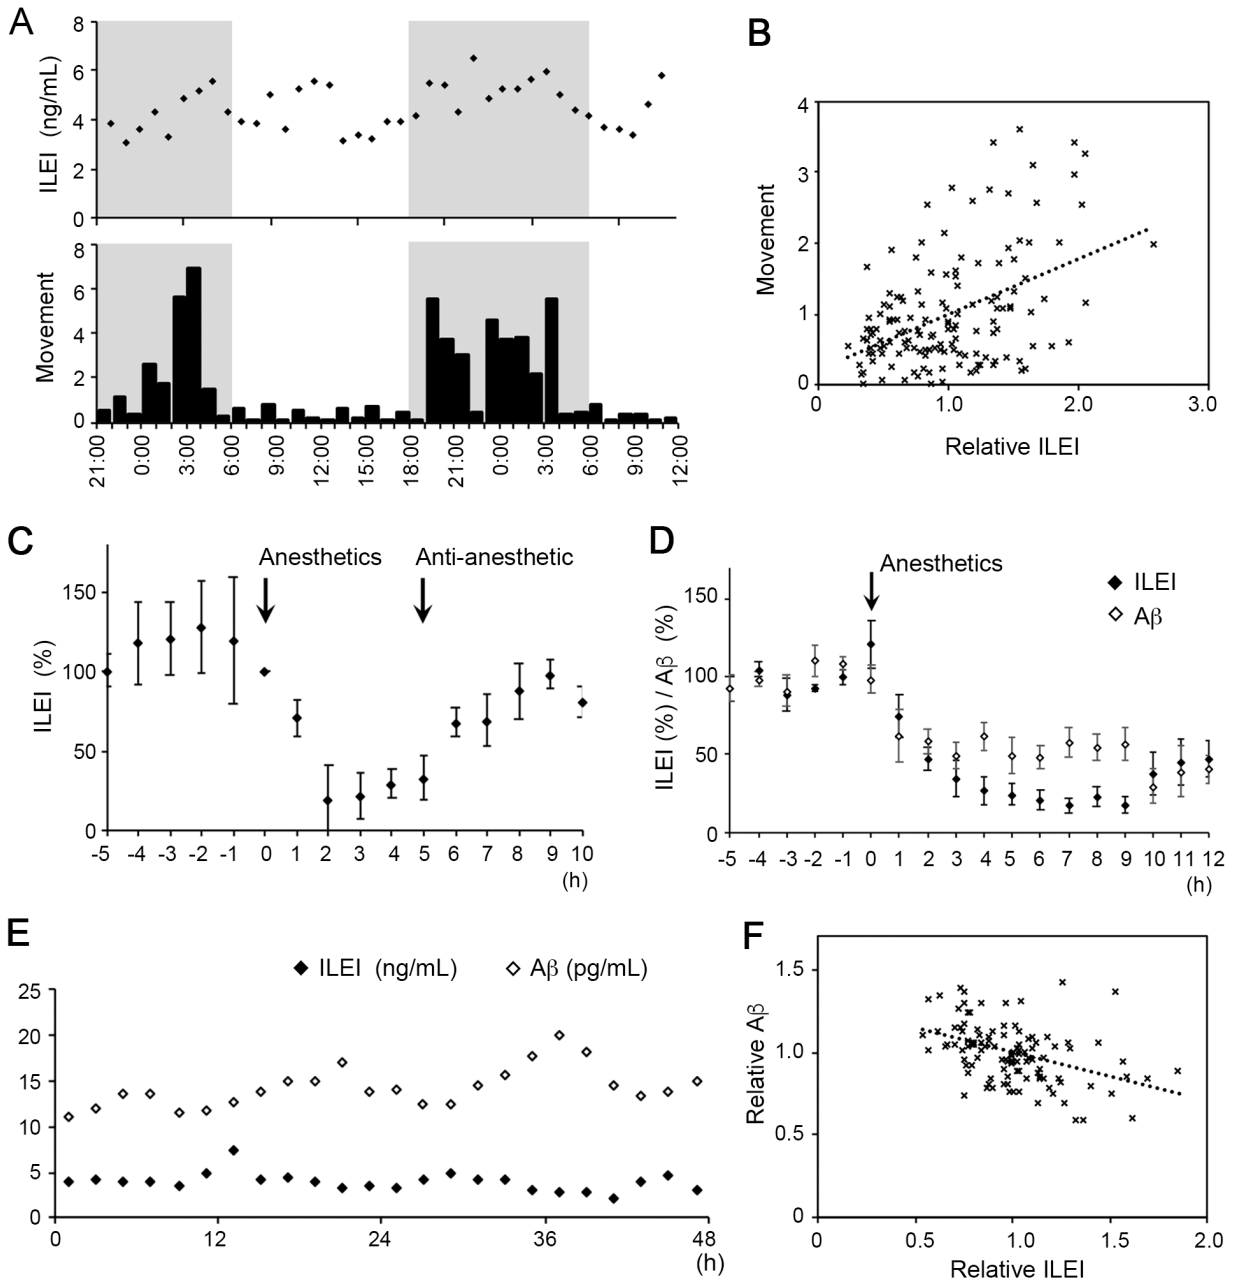 A
8
6
4
2
0
ILEI (ng/mL)
8
6
4
2
0
Movement
21:00
0:00
3:00
6:00
9:00
12:00
15:00
18:00
21:00
0:00
3:00
6:00
9:00
12:00
B
4
3
2
1
0
Movement
0
1.0
2.0
3.0
Relative ILEI
C
Anesthetics
Anti-anesthetic
150
100
50
0
ILEI (%)
-5 -4 -3 -2 -1 0 1 2 3 4 5 6 7 8 9 10
(h)
D
Anesthetics
ILEI
Aβ
150
100
50
0
ILEI (%) / Aβ (%)
-5 -4 -3 -2 -1 0 1 2 3 4 5 6 7 8 9 10 11 12
(h)
E
ILEI (ng/mL)
Aβ (pg/mL)
25
20
15
10
5
0
0 12 24 36 48
(h)
F
1.5
1.0
0.5
0
Relative Aβ
0 0.5 1.0 1.5 2.0
Relative ILEI